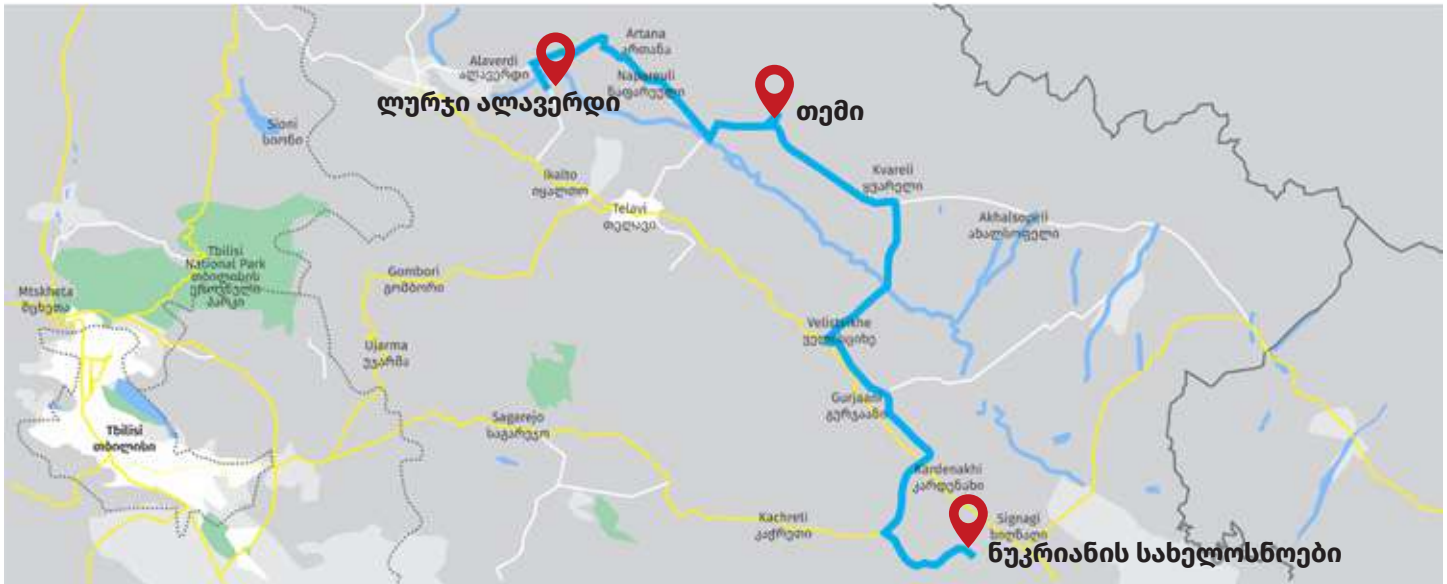 Artana
ართანა
Alaverdi
ალავერდი
Napareuli
ნაფარეული
ლურჯი ალავერდი
თემი
Sioni
სიონი
Ikalto
იყალთო
Kvareli
ყვარელი
Telavi
თელავი
Akhalsopeli
ახალსოფელი
Tbilisi
National Park
თბილისის
ეროვნული
პარკი
Gombori
გომბორი
Mtskheta
მცხეთა
Velistsikhe
ველისციხე
Ujarma
უჯარმა
Gurjaani
გურჯაანი
Sagarejo
საგარეჯო
Tbilisi
თბილისი
Kardenakhi
კარდენახი
Kachreti
კაჭრეთი
Signagi
სიღნაღი
ნუკრიანის სახელოსნოები